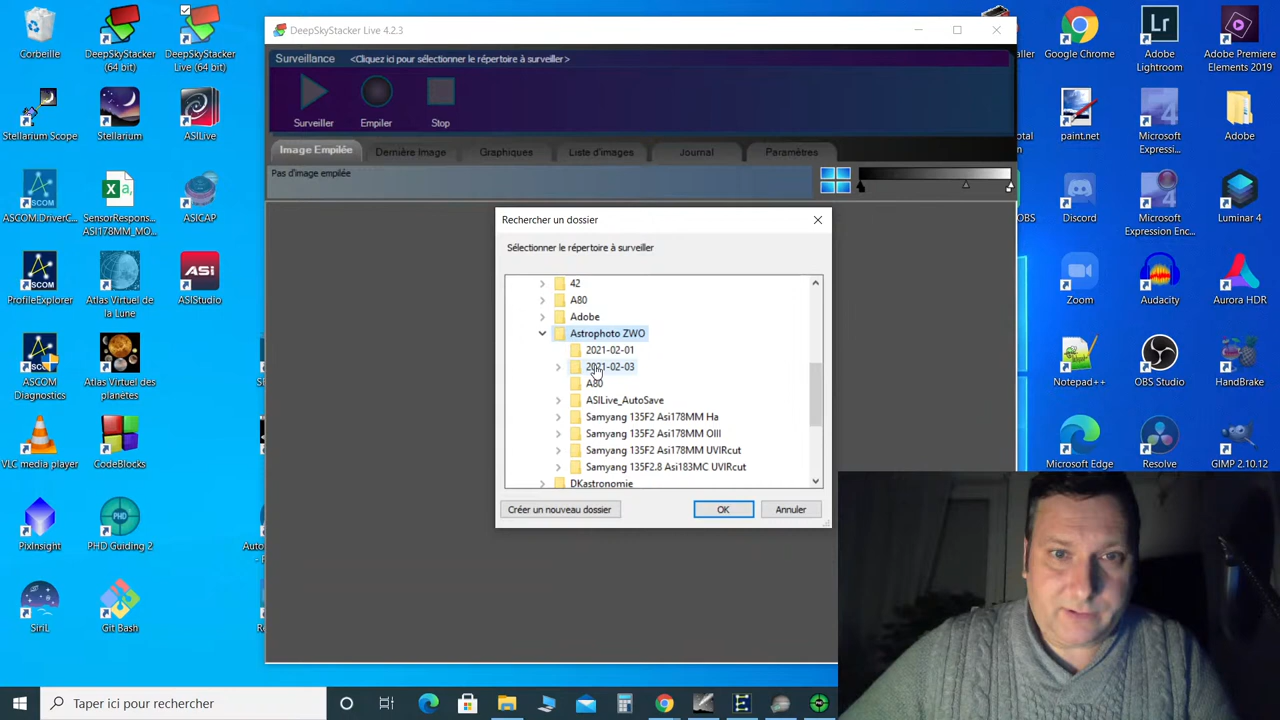 DeepSkyStacker Live 4.2.3
Surveillance <Cliquez ici pour sélectionner le répertoire à surveiller>
Surveiller Empiler Stop
Image Empilée Dernière Image Graphiques Liste d'images Journal Paramètres
Pas d'image empilée
Rechercher un dossier
Sélectionner le répertoire à surveiller
42
A80
Adobe
Astrophoto ZWO
2021-02-01
2021-02-03
A80
ASILive_AutoSave
Samyang 135F2 Asi178MM Ha
Samyang 135F2 Asi178MM OIII
Samyang 135F2 Asi178MM UVIRcut
Samyang 135F2.8 Asi183MC UVIRcut
DKastronomie
Créer un nouveau dossier OK Annuler
Corbeille
DeepSkyStacker
(64 bit)
DeepSkyStacker
Live (64 bit)
Stellarium Scope
Stellarium
ASILive
ASCOM.DriverC...
SensorRespons...
ASI178MM_MO...
ASICAP
ProfileExplorer
Atlas Virtuel de
la Lune
ASI
ASIStudio
ASCOM
Diagnostics
Atlas Virtuel des
planètes
VLC media player
CodeBlocks
PixInsight
PHD
PHD Guiding 2
SiriL
Git Bash
Google Chrome
Lr
Adobe
Lightroom
Adobe Premiere
Elements 2019
paint.net
Microsoft
Expressi...
Adobe
Discord
Microsoft
Expression Enc...
Luminar 4
Zoom
Audacity
Aurora HDR
Notepad++
OBS Studio
HandBrake
Microsoft Edge
Resolve
GIMP 2.10.12
Taper ici pour rechercher